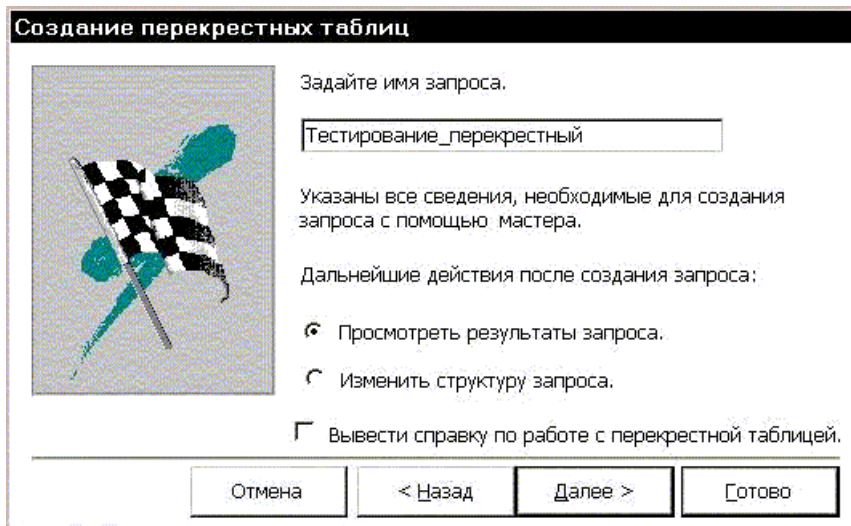 Создание перекрестных таблиц
Задайте имя запроса.
Тестирование_перекрестный
Указаны все сведения, необходимые для создания
запроса с помощью мастера.
Дальнейшие действия после создания запроса:
Просмотреть результаты запроса.
Изменить структуру запроса.
Вывести справку по работе с перекрестной таблицей.
Отмена
< Назад
Далее >
Готово